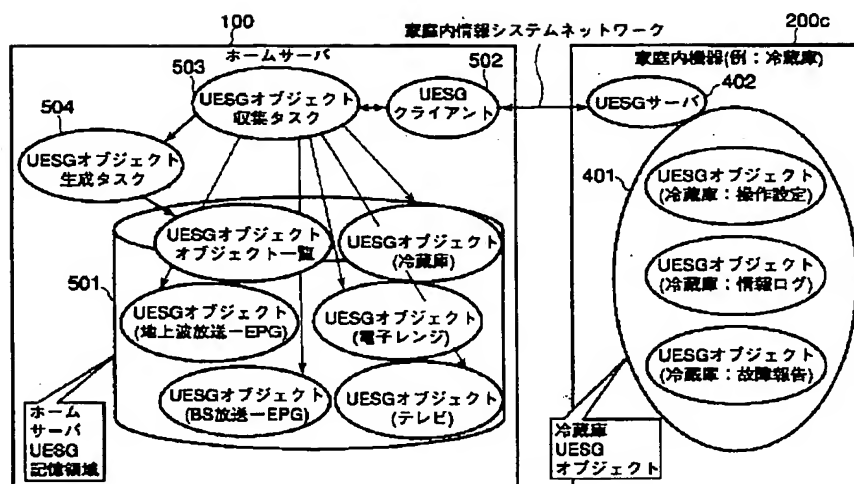 100
家庭内情報システムネットワーク
200c
ホームサーバ
家庭内機器(例：冷蔵庫)
503
UESGオブジェクト
収集タスク
502
UESG
クライアント
402
UESGサーバ
504
UESGオブジェクト
生成タスク
401
UESGオブジェクト
(冷蔵庫：操作設定)
UESGオブジェクト
(冷蔵庫：情報ログ)
UESGオブジェクト
(冷蔵庫：故障報告)
501
UESGオブジェクト
オブジェクト一覧
UESGオブジェクト
(冷蔵庫)
UESGオブジェクト
(地上波放送ーEPG)
UESGオブジェクト
(電子レンジ)
UESGオブジェクト
(BS放送ーEPG)
UESGオブジェクト
(テレビ)
ホーム
サーバ
UESG
記憶領域
冷蔵庫
UESG
オブジェクト